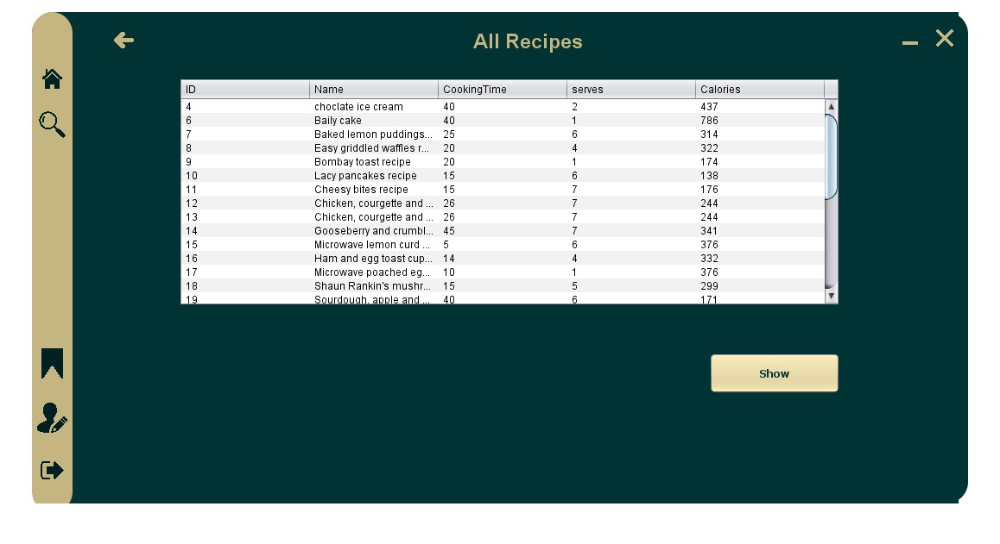 All Recipes
ID Name CookingTime serves Calories
4 choclate ice cream 40 2 437
6 Baily cake 40 1 786
7 Baked lemon puddings... 25 6 314
8 Easy griddled waffles r... 20 4 322
9 Bombay toast recipe 20 1 174
10 Lacy pancakes recipe 15 6 138
11 Cheesy bites recipe 15 7 176
12 Chicken, courgette and ... 26 7 244
13 Chicken, courgette and ... 26 7 244
14 Gooseberry and crumbl... 45 7 341
15 Microwave lemon curd ... 5 6 376
16 Ham and egg toast cup... 14 4 332
17 Microwave poached eg... 10 1 376
18 Shaun Rankin's mushr... 15 5 299
19 Sourdough, apple and ... 40 6 171
Show